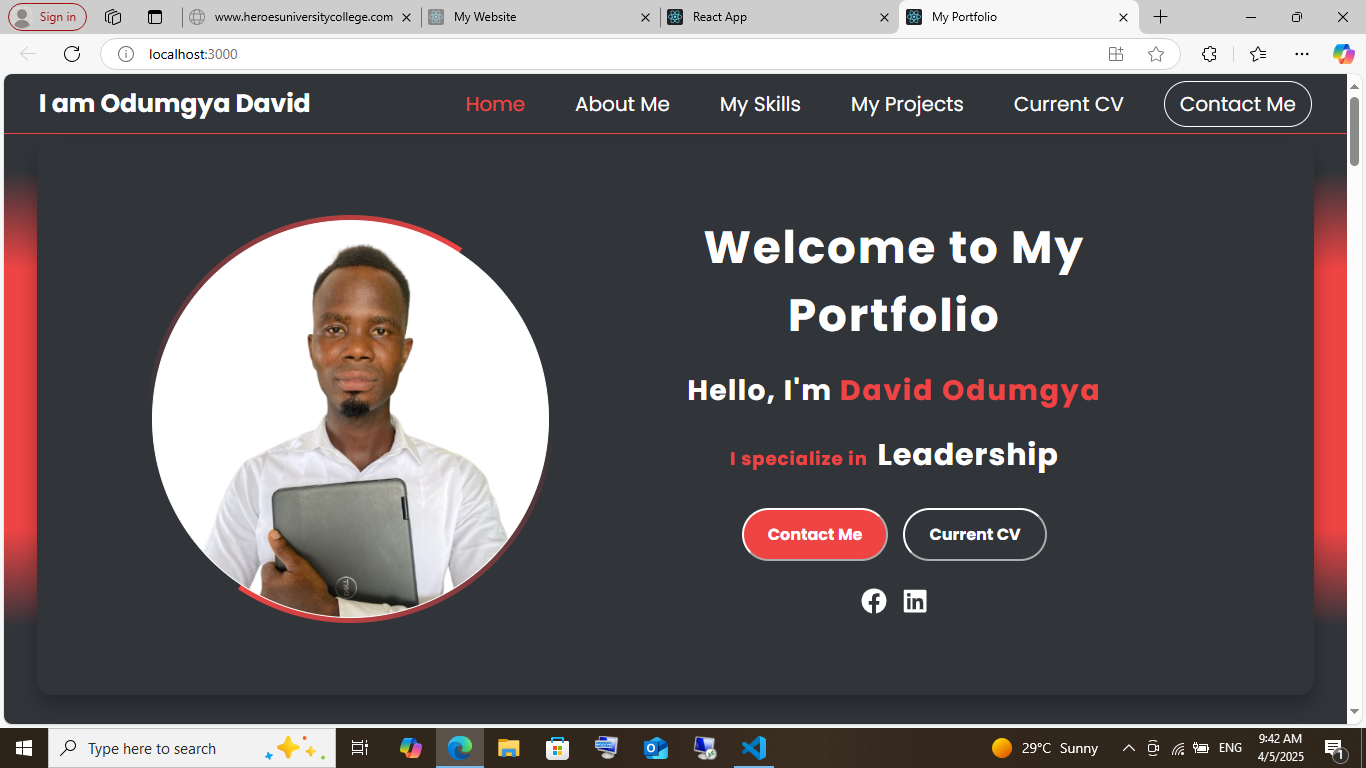 Sign in
www.heroesuniversitycollege.com
My Website
React App
My Portfolio
localhost:3000
I am Odumgya David
Home
About Me
My Skills
My Projects
Current CV
Contact Me
Welcome to My
Portfolio
Hello, I'm David Odumgya
I specialize in Leadership
Contact Me
Current CV
DELL
Type here to search
29°C Sunny
ENG
9:42 AM
4/5/2025
1